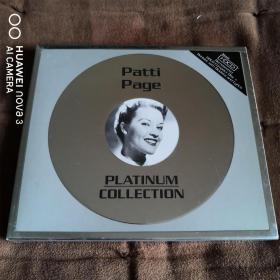 Patti
Page
PLATINUM
COLLECTION
HUAWEI nova 3
AI CAMERA